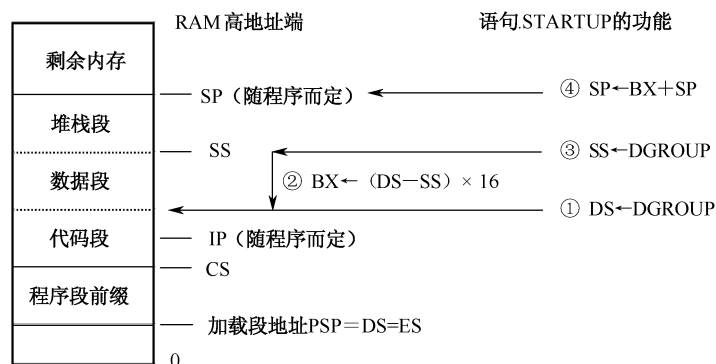 RAM高地址端 语句.STARTUP的功能
剩余内存
SP（随程序而定） ④ SP←BX＋SP
堆栈段
SS ③ SS←DGROUP
数据段 ② BX←（DS－SS）× 16
① DS←DGROUP
代码段 IP（随程序而定）
CS
程序段前缀
加载段地址PSP＝DS=ES
0